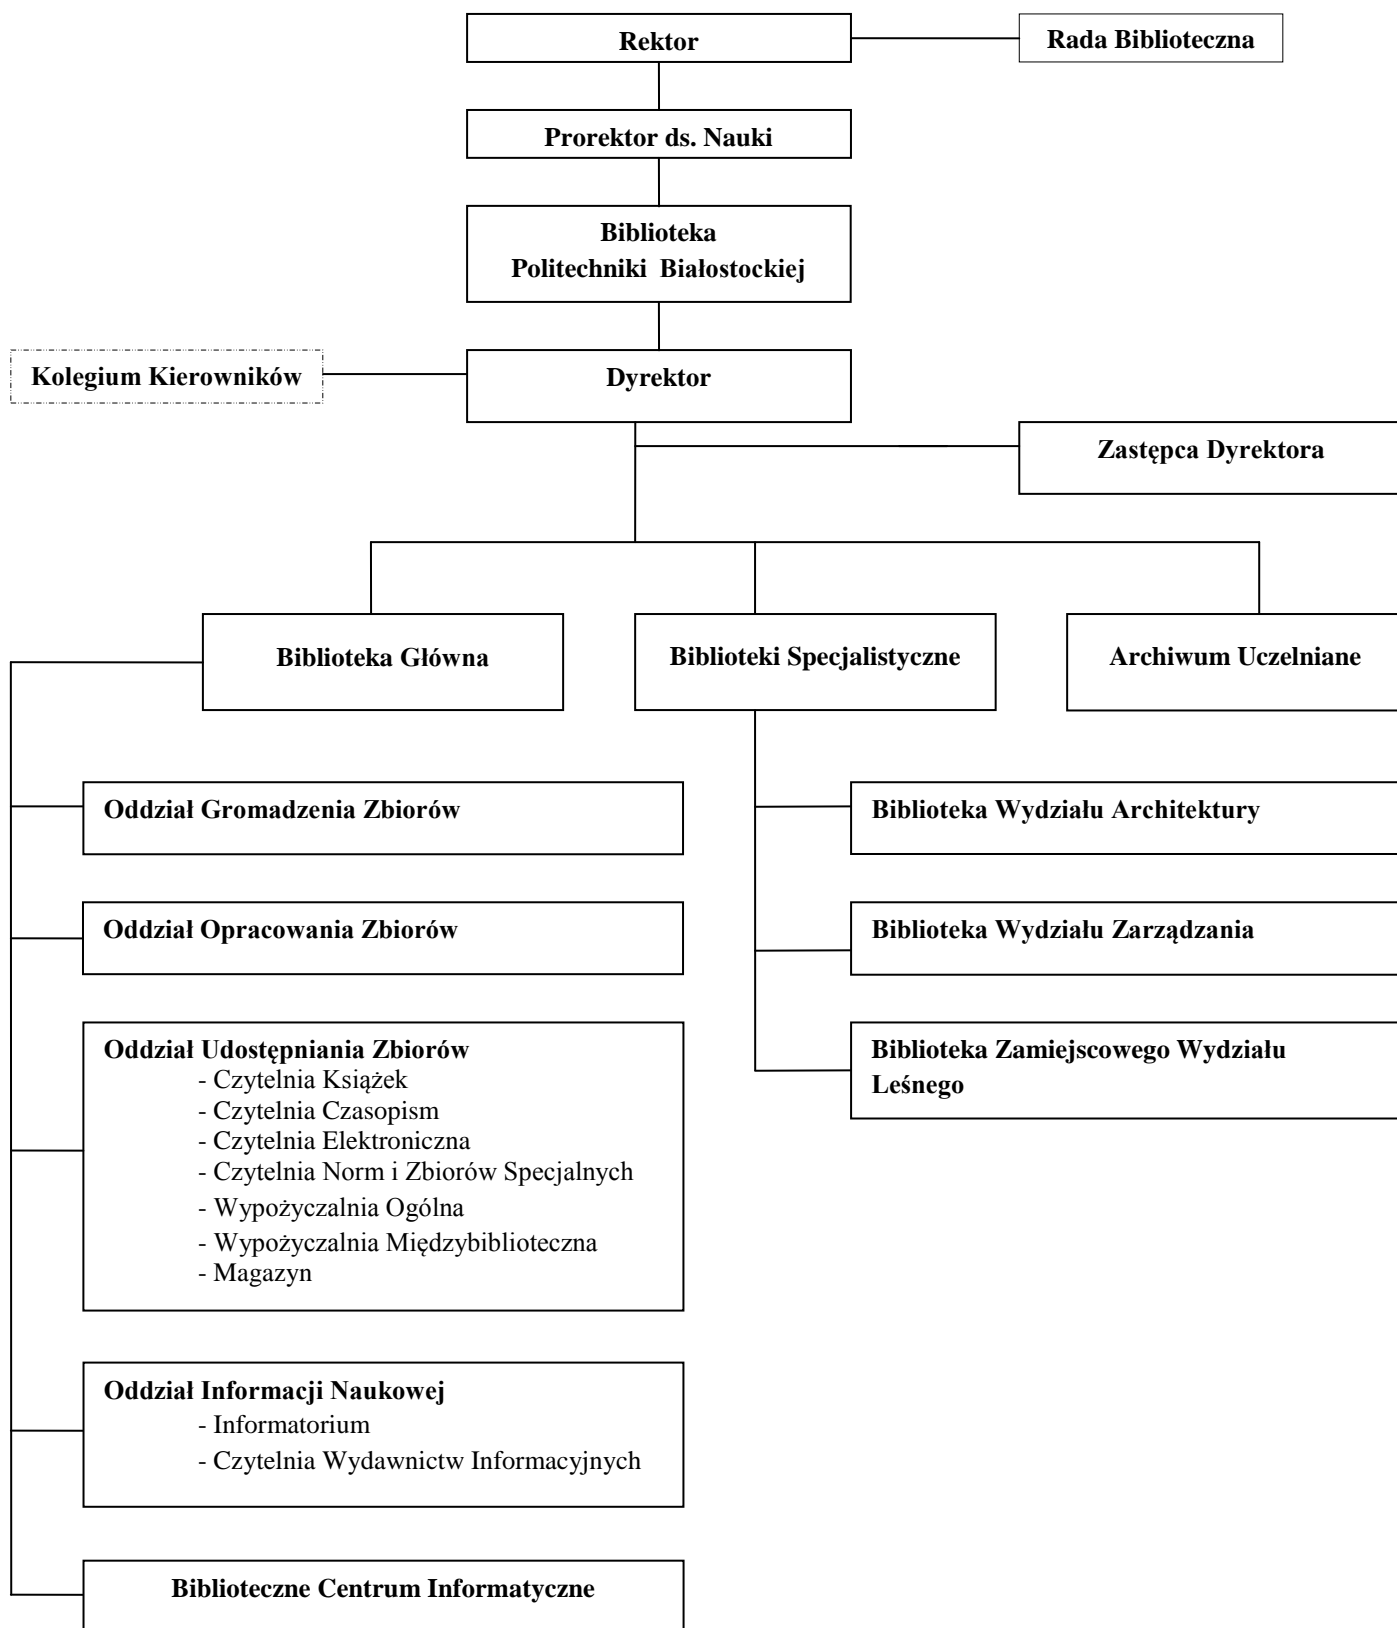 Rektor
Rada Biblioteczna
Prorektor ds. Nauki
Biblioteka
Politechniki Białostockiej
Kolegium Kierowników
Dyrektor
Zastępca Dyrektora
Biblioteka Główna
Biblioteki Specjalistyczne
Archiwum Uczelniane
Oddział Gromadzenia Zbiorów
Oddział Opracowania Zbiorów
Oddział Udostępniania Zbiorów
- Czytelnia Książek
- Czytelnia Czasopism
- Czytelnia Elektroniczna
- Czytelnia Norm i Zbiorów Specjalnych
- Wypożyczalnia Ogólna
- Wypożyczalnia Międzybiblioteczna
- Magazyn
Oddział Informacji Naukowej
- Informatorium
- Czytelnia Wydawnictw Informacyjnych
Biblioteczne Centrum Informatyczne
Biblioteka Wydziału Architektury
Biblioteka Wydziału Zarządzania
Biblioteka Zamiejscowego Wydziału
Leśnego